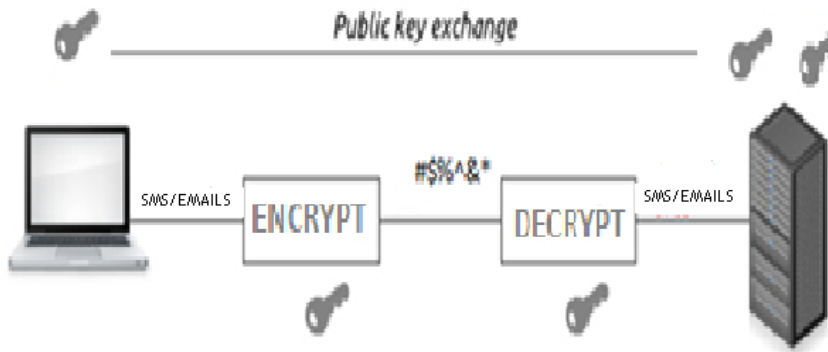 Public key exchange
#$%^&*
SMS/EMAILS
ENCRYPT
DECRYPT
SMS/EMAILS